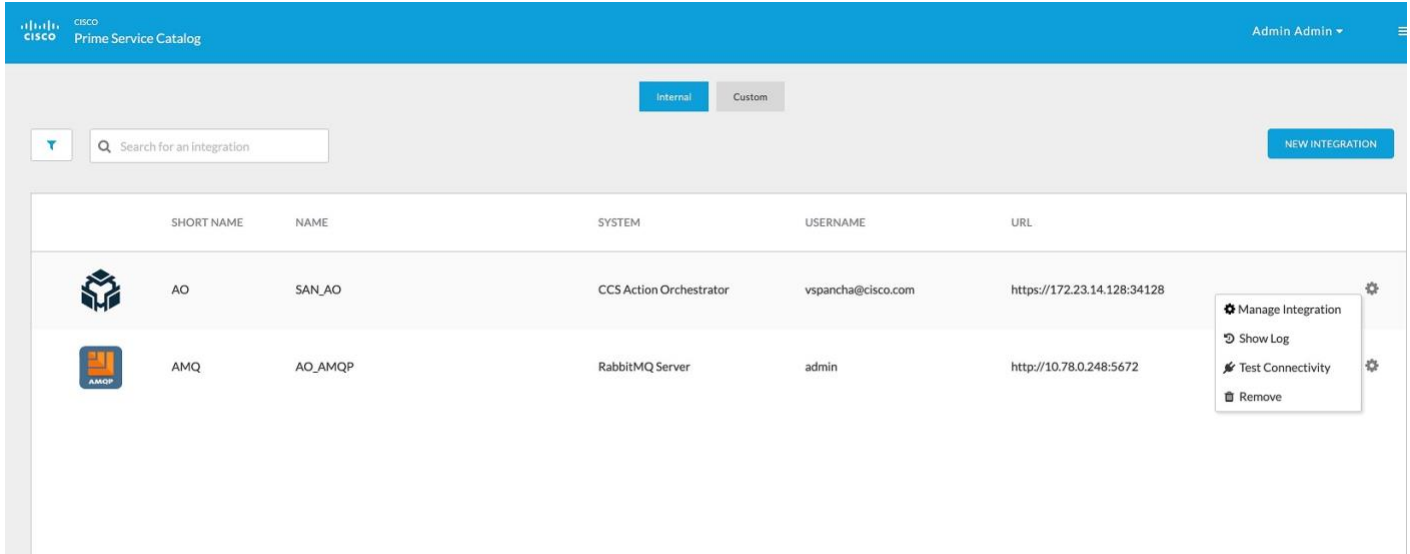 CISCO
CISCO
Prime Service Catalog
Admin Admin
Internal Custom
Search for an integration
NEW INTEGRATION
SHORT NAME NAME SYSTEM USERNAME URL
AO SAN_AO CCS Action Orchestrator vspancha@cisco.com https://172.23.14.128:34128
Manage Integration
Show Log
AMQP
AMQ AO_AMQP RabbitMQ Server admin http://10.78.0.248:5672
Test Connectivity
Remove